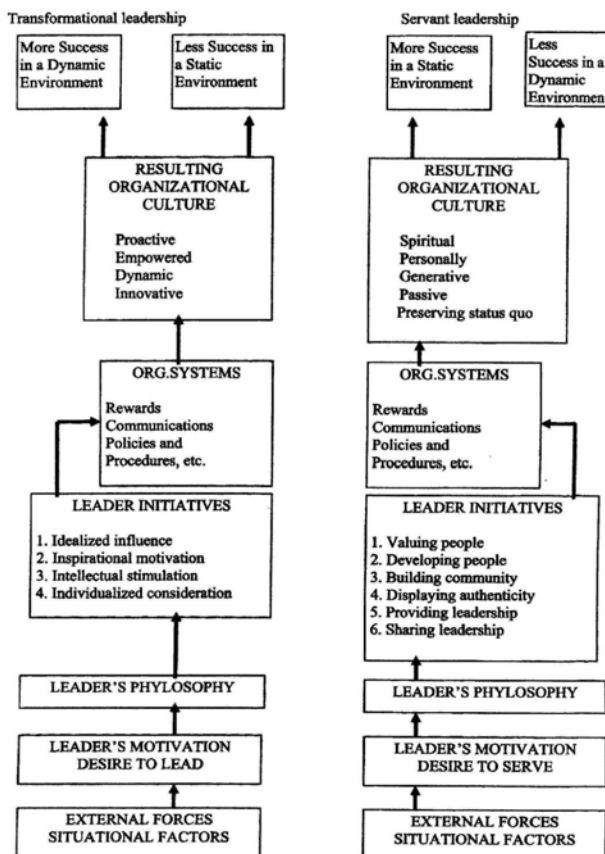 Transformational leadership
More Success
in a Dynamic
Environment
Less Success in
a Static
Environment
RESULTING
ORGANIZATIONAL
CULTURE
Proactive
Empowered
Dynamic
Innovative
ORG.SYSTEMS
Rewards
Communications
Policies and
Procedures, etc.
LEADER INITIATIVES
1. Idealized influence
2. Inspirational motivation
3. Intellectual stimulation
4. Individualized consideration
LEADER'S PHYLOSOPHY
LEADER'S MOTIVATION
DESIRE TO LEAD
EXTERNAL FORCES
SITUATIONAL FACTORS
Servant leadership
More Success
in a Static
Environment
Less
Success in a
Dynamic
Environmen
RESULTING
ORGANIZATIONAL
CULTURE
Spiritual
Personally
Generative
Passive
Preserving status quo
ORG.SYSTEMS
Rewards
Communications
Policies and
Procedures, etc.
LEADER INITIATIVES
1. Valuing people
2. Developing people
3. Building community
4. Displaying authenticity
5. Providing leadership
6. Sharing leadership
LEADER'S PHYLOSOPHY
LEADER'S MOTIVATION
DESIRE TO SERVE
EXTERNAL FORCES
SITUATIONAL FACTORS